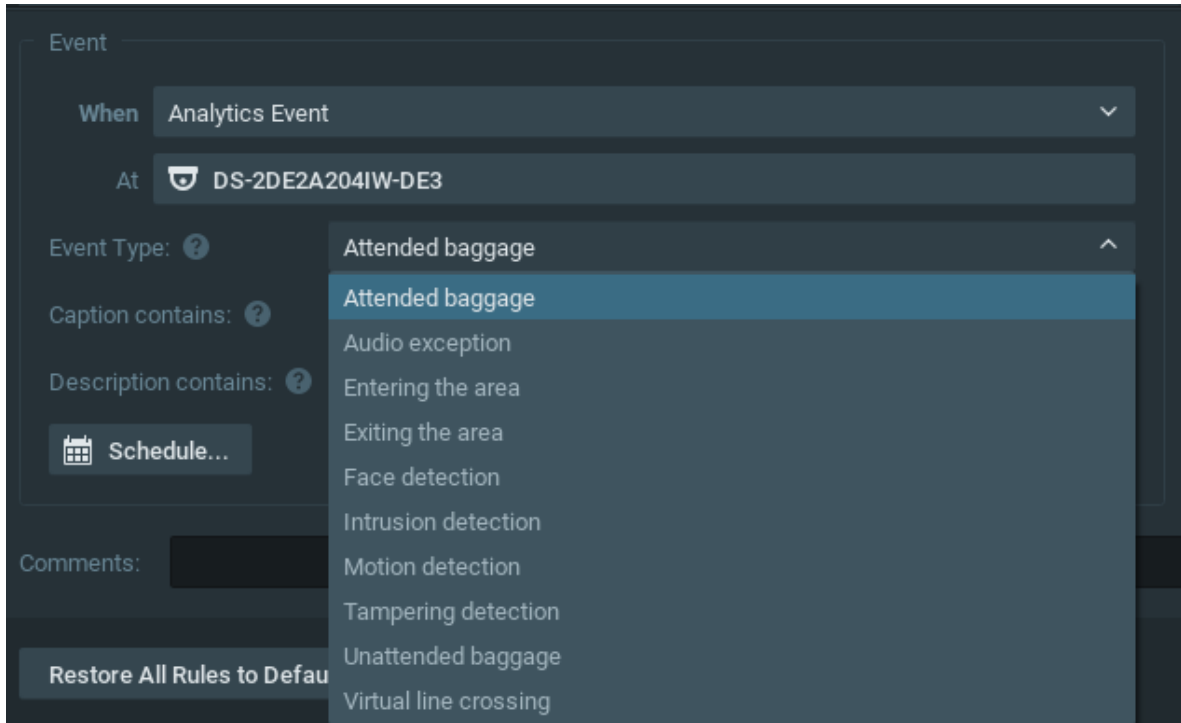 Event
When Analytics Event
At DS-2DE2A204IW-DE3
Event Type: ? Attended baggage
Attended baggage
Caption contains: ?
Audio exception
Entering the area
Description contains: ?
Exiting the area
Schedule...
Face detection
Intrusion detection
Comments:
Motion detection
Tampering detection
Unattended baggage
Restore All Rules to Defau
Virtual line crossing